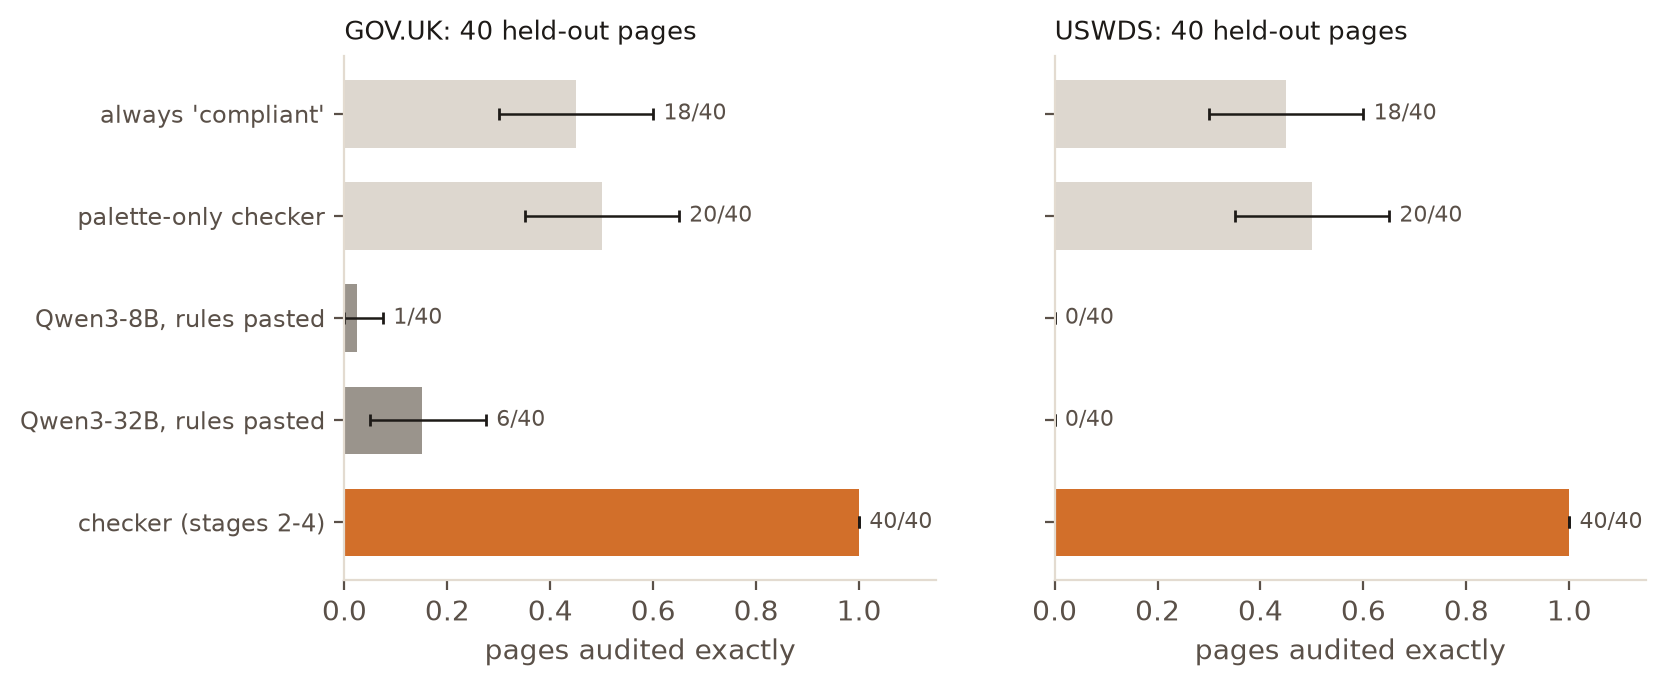 GOV.UK: 40 held-out pages
always 'compliant'
18/40
palette-only checker
20/40
Qwen3-8B, rules pasted
1/40
Qwen3-32B, rules pasted
6/40
checker (stages 2-4)
40/40
0.0 0.2 0.4 0.6 0.8 1.0
pages audited exactly
USWDS: 40 held-out pages
18/40
20/40
0/40
0/40
40/40
0.0 0.2 0.4 0.6 0.8 1.0
pages audited exactly